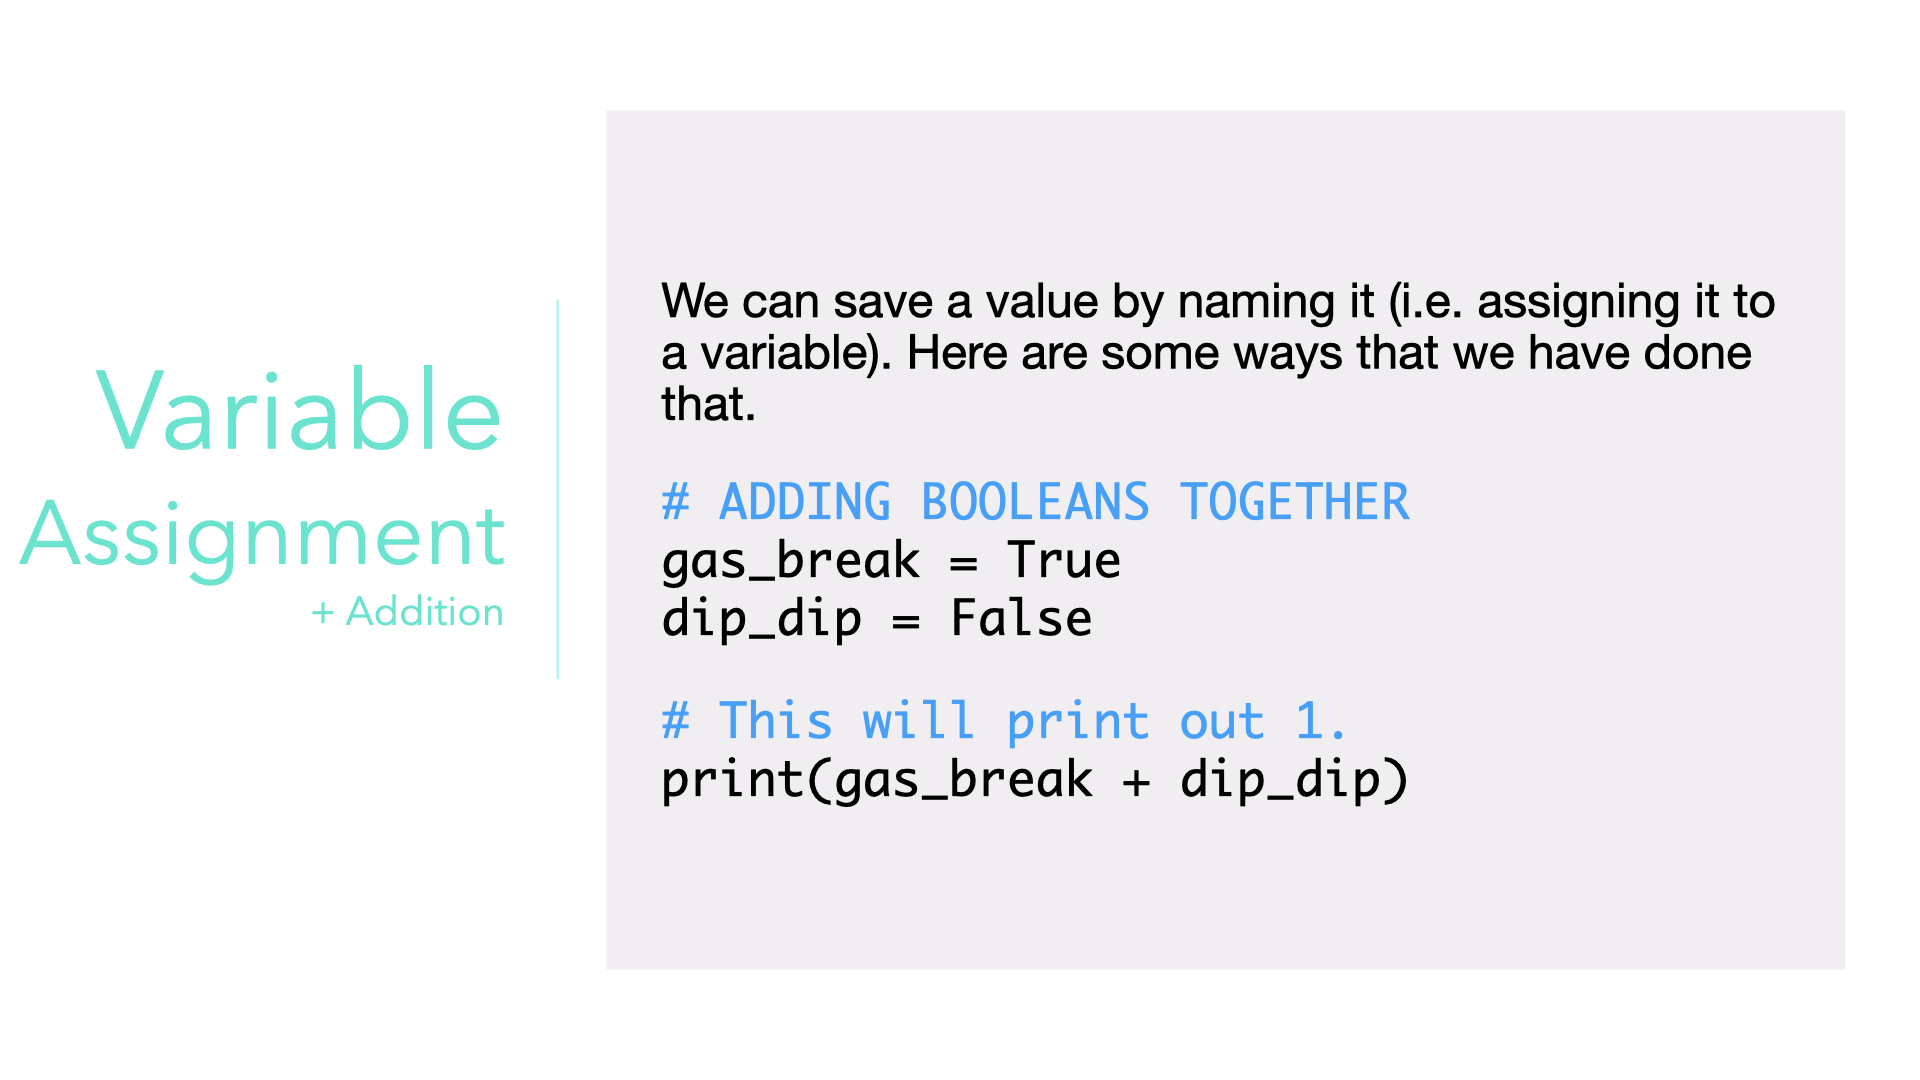 Variable
Assignment
+ Addition
We can save a value by naming it (i.e. assigning it to
a variable). Here are some ways that we have done
that.
# ADDING BOOLEANS TOGETHER
gas_break = True
dip_dip = False
# This will print out 1.
print(gas_break + dip_dip)